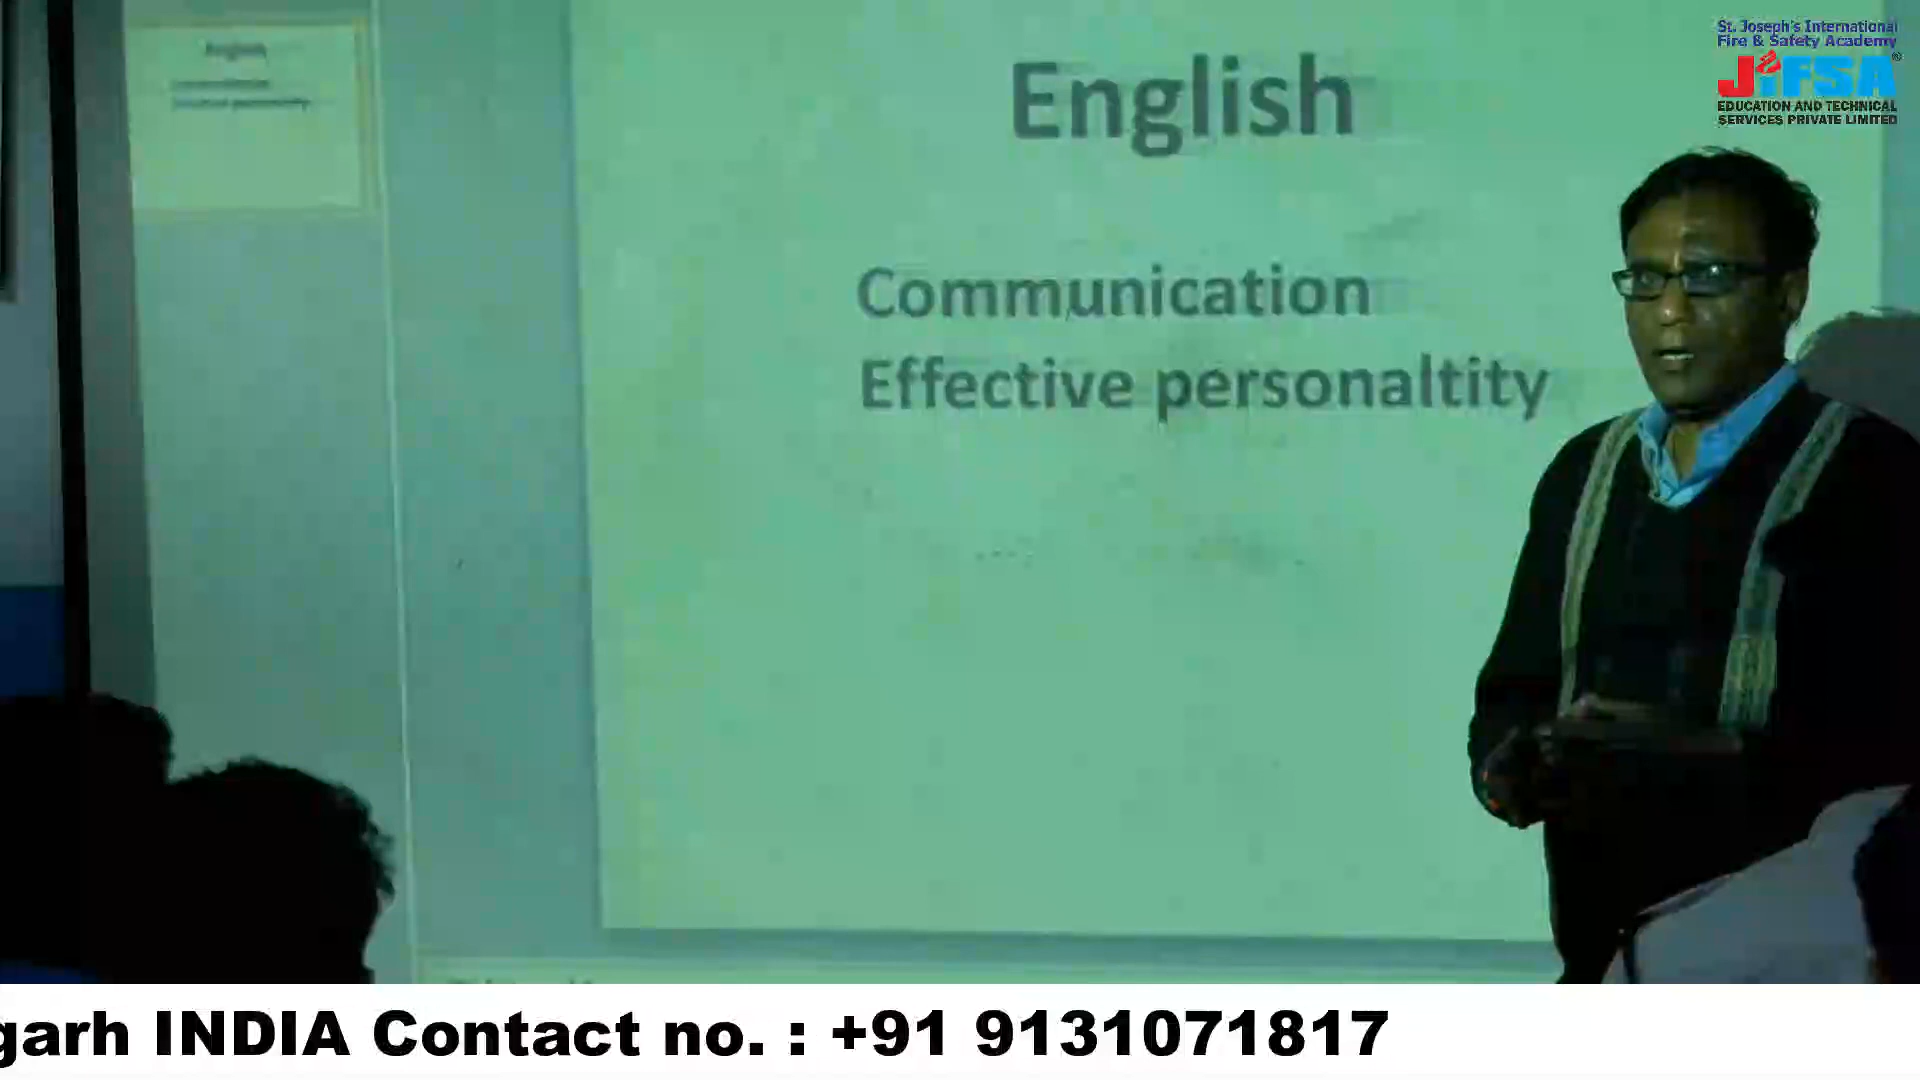 St. Joseph's International
Fire & Safety Academy
JIFSA®
EDUCATION AND TECHNICAL
SERVICES PRIVATE LIMITED
English
English
Communication
Effective personaltity
garh INDIA Contact no. : +91 9131071817